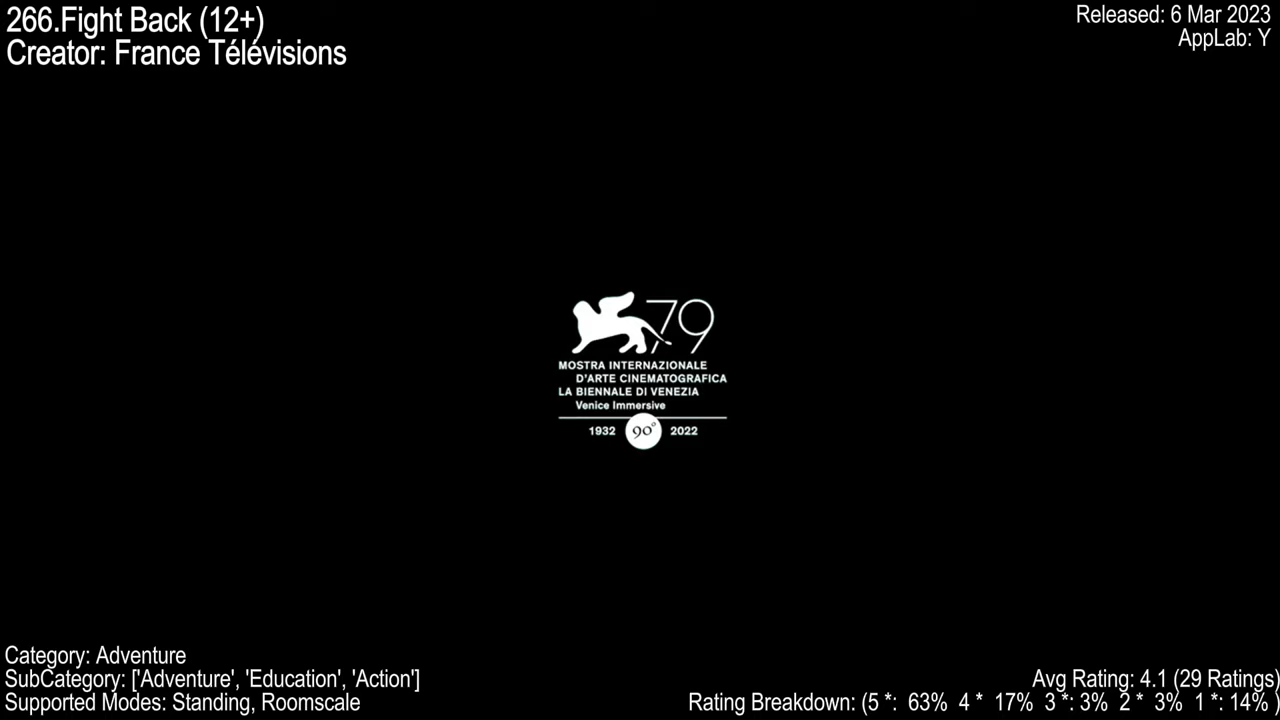 266.Fight Back (12+)
Creator: France Télévisions
Released: 6 Mar 2023
AppLab: Y
79
MOSTRA INTERNAZIONALE
D'ARTE CINEMATOGRAFICA
LA BIENNALE DI VENEZIA
Venice Immersive
1932 90° 2022
Category: Adventure
SubCategory: ['Adventure', 'Education', 'Action']
Supported Modes: Standing, Roomscale
Avg Rating: 4.1 (29 Ratings)
Rating Breakdown: (5 *: 63% 4 * 17% 3 *: 3% 2 * 3% 1 *: 14% )